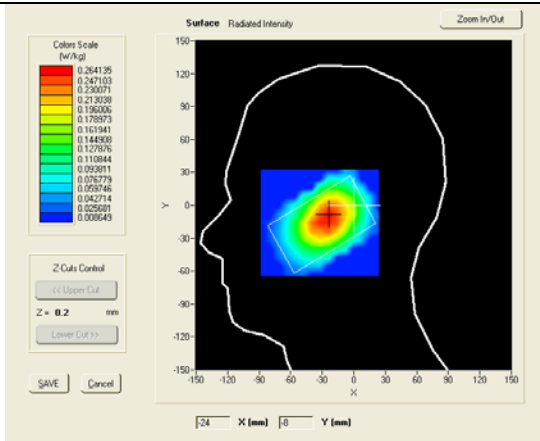 Surface Radiated Intensity
Zoom In/Out
Colors Scale
(W/kg)
0.264135
0.247103
0.230071
0.213038
0.196006
0.178973
0.161941
0.144908
0.127876
0.110844
0.093811
0.076779
0.059746
0.042714
0.025681
0.008649
Z-Cuts Control
<< Upper Cut
Z = 0.2 mm
Lower Cut >>
SAVE Cancel
150
120
90
60
30
0
-30
-60
-90
-120
-150
Y
-150 -120 -90 -60 -30 0 30 60 90 120 150
X
-24 X (mm) -8 Y (mm)